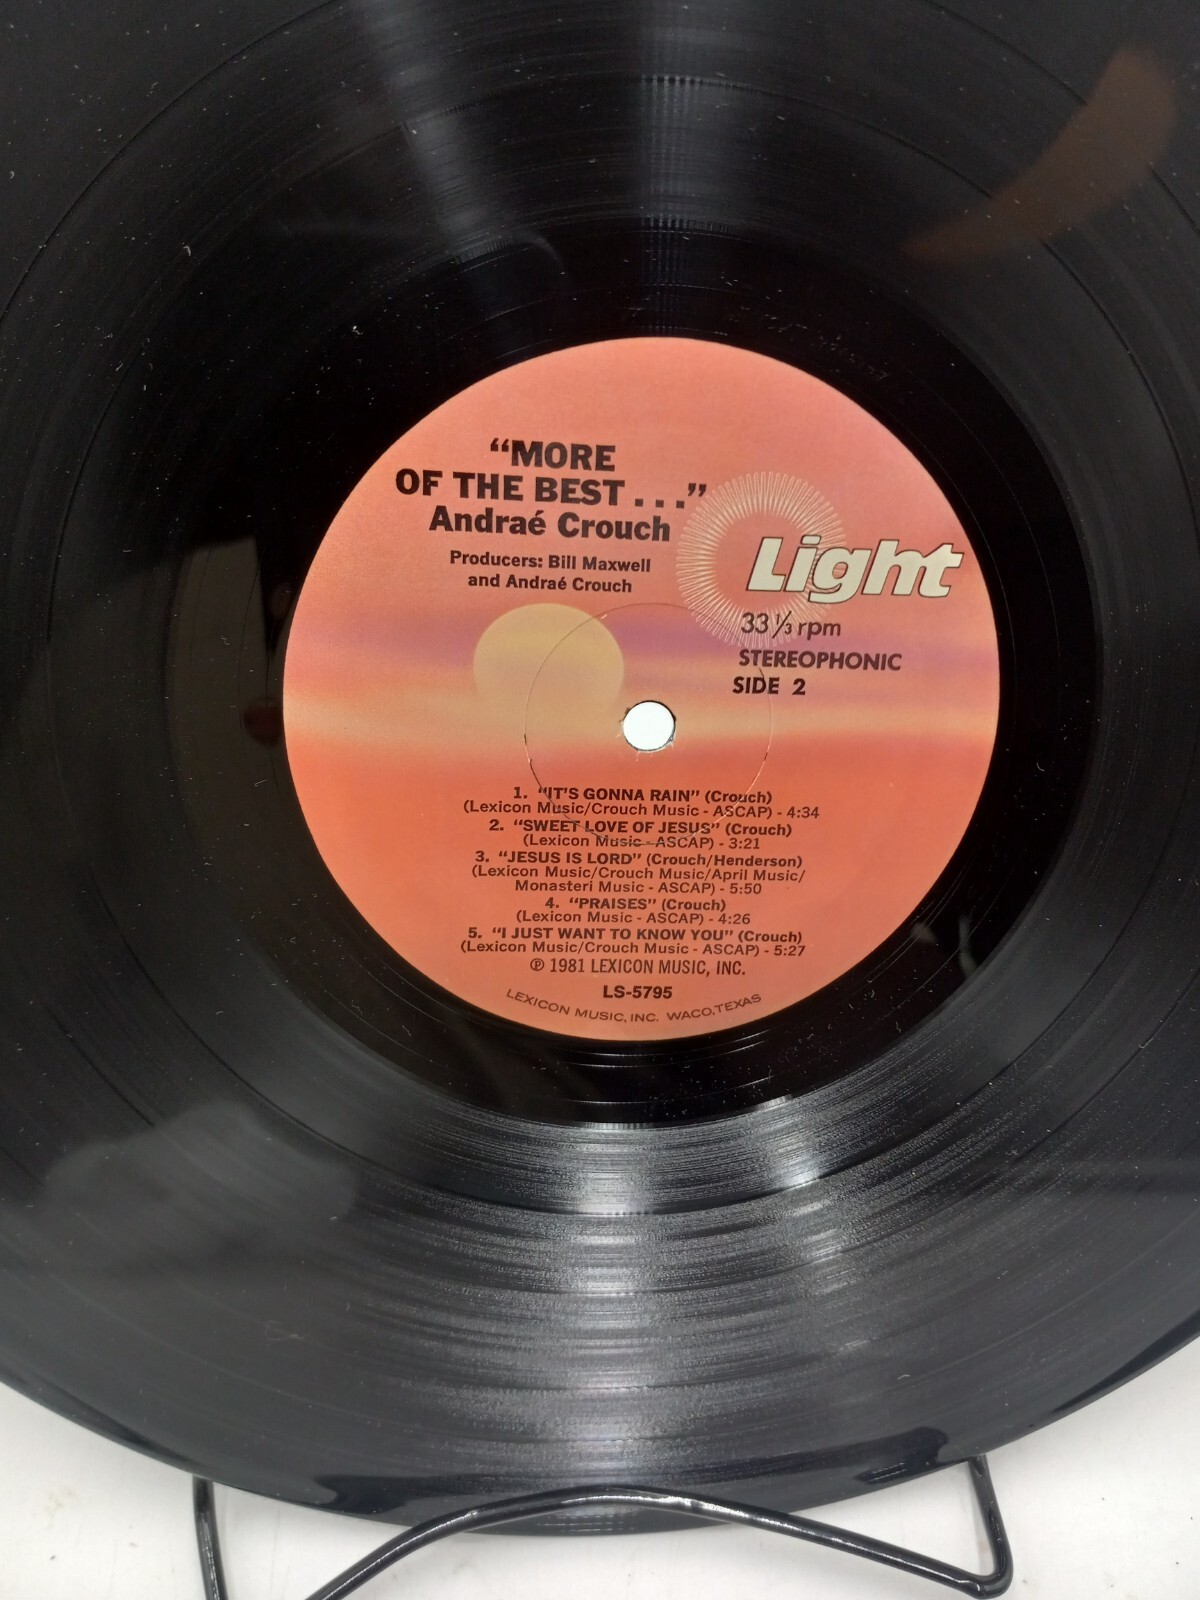 “MORE
OF THE BEST . . .”
Andraé Crouch
Producers: Bill Maxwell
and Andraé Crouch
Light
33 1/3 rpm
STEREOPHONIC
SIDE 2
1. “IT'S GONNA RAIN” (Crouch)
(Lexicon Music/Crouch Music - ASCAP) - 4:34
2. “SWEET LOVE OF JESUS” (Crouch)
(Lexicon Music - ASCAP) - 3:21
3. “JESUS IS LORD” (Crouch/Henderson)
(Lexicon Music/Crouch Music/April Music/
Monasteri Music - ASCAP) - 5:50
4. “PRAISES” (Crouch)
(Lexicon Music - ASCAP) - 4:26
5. “I JUST WANT TO KNOW YOU” (Crouch)
(Lexicon Music/Crouch Music - ASCAP) - 5:27
℗ 1981 LEXICON MUSIC, INC.
LS-5795
LEXICON MUSIC, INC. WACO, TEXAS